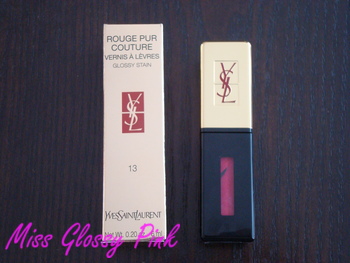 ROUGE PUR
COUTURE
VERNIS À LÈVRES
GLOSSY STAIN
YSL
13
YVESSAINTLAURENT
Net Wt. 0.20
YSL
Miss Glossy Pink